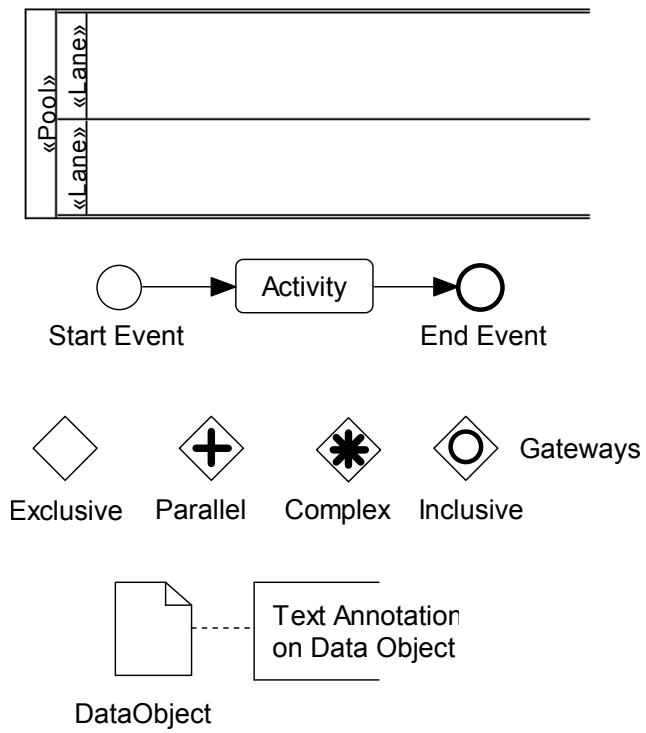 «Pool»
«Lane»
«Lane»
Activity
Start Event
End Event
Gateways
Exclusive
Parallel
Complex
Inclusive
Text Annotation
on Data Object
DataObject